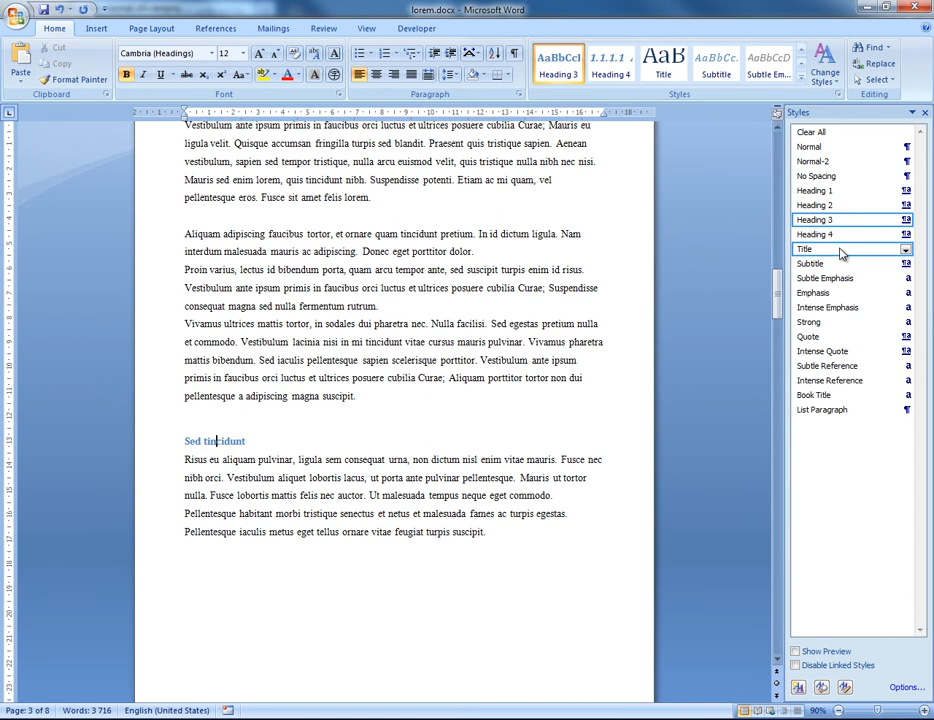 lorem.docx - Microsoft Word
Home Insert Page Layout References Mailings Review View Developer
Paste
Cut
Copy
Format Painter
Clipboard
Cambria (Headings) 12
Font
Paragraph
AaBbCcI 1.1.1.1 AaB AaBbCc. AaBbCcD
Heading 3 Heading 4 Title Subtitle Subtle Em...
Change Styles
Styles
Find
Replace
Select
Editing
Vestibulum ante ipsum primis in faucibus orci luctus et ultrices posuere cubilia Curae; Mauris eu
ligula velit. Quisque accumsan fringilla turpis sed blandit. Praesent quis tristique sapien. Aenean
vestibulum, sapien sed tempor tristique, nulla arcu euismod velit, quis tristique nulla nibh nec nisi.
Mauris sed enim lorem, quis tincidunt nibh. Suspendisse potenti. Etiam ac mi quam, vel
pellentesque eros. Fusce sit amet felis lorem.
Aliquam adipiscing faucibus tortor, et ornare quam tincidunt pretium. In id dictum ligula. Nam
interdum malesuada mauris ac adipiscing. Donec eget porttitor dolor.
Proin varius, lectus id bibendum porta, quam arcu tempor ante, sed suscipit turpis enim id risus.
Vestibulum ante ipsum primis in faucibus orci luctus et ultrices posuere cubilia Curae; Suspendisse
consequat magna sed nulla fermentum rutrum.
Vivamus ultrices mattis tortor, in sodales dui pharetra nec. Nulla facilisi. Sed egestas pretium nulla
et commodo. Vestibulum lacinia nisi in mi tincidunt vitae cursus mauris pulvinar. Vivamus pharetra
mattis bibendum. Sed iaculis pellentesque sapien scelerisque porttitor. Vestibulum ante ipsum
primis in faucibus orci luctus et ultrices posuere cubilia Curae; Aliquam porttitor tortor non dui
pellentesque a adipiscing magna suscipit.
Sed tincidunt
Risus eu aliquam pulvinar, ligula sem consequat urna, non dictum nisl enim vitae mauris. Fusce nec
nibh orci. Vestibulum aliquet lobortis lacus, ut porta ante pulvinar pellentesque. Mauris ut tortor
nulla. Fusce lobortis mattis felis nec auctor. Ut malesuada tempus neque eget commodo.
Pellentesque habitant morbi tristique senectus et netus et malesuada fames ac turpis egestas.
Pellentesque iaculis metus eget tellus ornare vitae feugiat turpis suscipit.
Styles
Clear All
Normal
Normal-2
No Spacing
Heading 1
Heading 2
Heading 3
Heading 4
Title
Subtitle
Subtle Emphasis
Emphasis
Intense Emphasis
Strong
Quote
Intense Quote
Subtle Reference
Intense Reference
Book Title
List Paragraph
Show Preview
Disable Linked Styles
Options...
Page: 3 of 8 Words: 3 716 English (United States) 90%